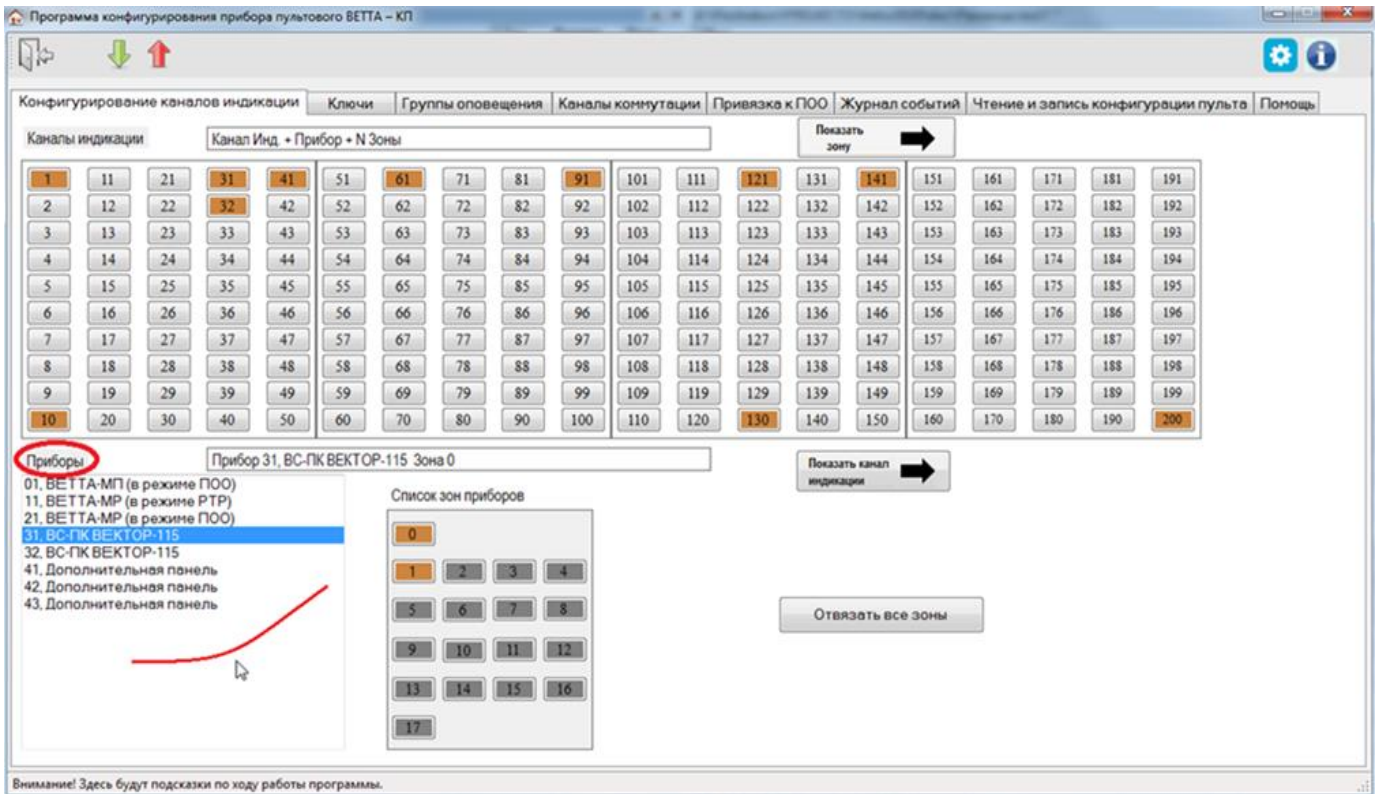 Программа конфигурирования прибора пультового ВЕТТА – КП
Конфигурирование каналов индикации Ключи Группы оповещения Каналы коммутации Привязка к ПОО Журнал событий Чтение и запись конфигурации пульта Помощь
Каналы индикации Канал Инд. + Прибор + N Зоны Показать
зону
1 11 21 31 41 51 61 71 81 91 101 111 121 131 141 151 161 171 181 191
2 12 22 32 42 52 62 72 82 92 102 112 122 132 142 152 162 172 182 192
3 13 23 33 43 53 63 73 83 93 103 113 123 133 143 153 163 173 183 193
4 14 24 34 44 54 64 74 84 94 104 114 124 134 144 154 164 174 184 194
5 15 25 35 45 55 65 75 85 95 105 115 125 135 145 155 165 175 185 195
6 16 26 36 46 56 66 76 86 96 106 116 126 136 146 156 166 176 186 196
7 17 27 37 47 57 67 77 87 97 107 117 127 137 147 157 167 177 187 197
8 18 28 38 48 58 68 78 88 98 108 118 128 138 148 158 168 178 188 198
9 19 29 39 49 59 69 79 89 99 109 119 129 139 149 159 169 179 189 199
10 20 30 40 50 60 70 80 90 100 110 120 130 140 150 160 170 180 190 200
Приборы Прибор 31, ВС-ПК ВЕКТОР-115 Зона 0 Показать канал
индикации
01, ВЕТТА-МП (в режиме ПОО)
11, ВЕТТА-МР (в режиме РТР)
21, ВЕТТА-МР (в режиме ПОО)
31, ВС-ПК ВЕКТОР-115
32, ВС-ПК ВЕКТОР-115
41, Дополнительная панель
42, Дополнительная панель
43, Дополнительная панель
Список зон приборов
0
1 2 3 4
5 6 7 8
9 10 11 12
13 14 15 16
17
Отвязать все зоны
Внимание! Здесь будут подсказки по ходу работы программы.